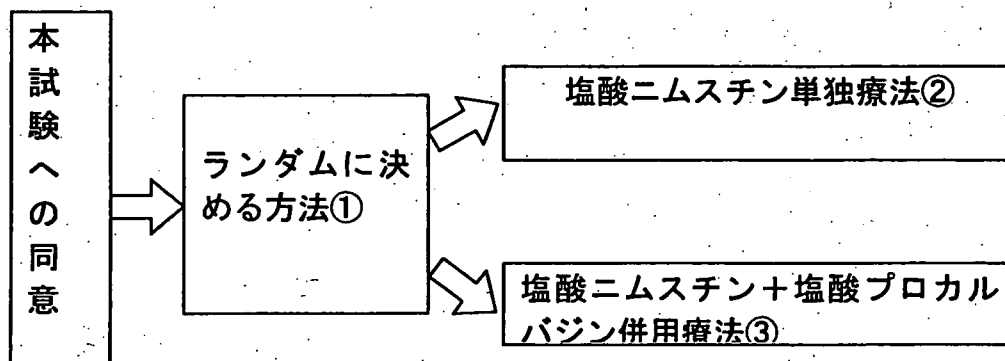 本試験への同意
ランダムに決
める方法①
塩酸ニムスチン単独療法②
塩酸ニムスチン＋塩酸プロカル
バジン併用療法③